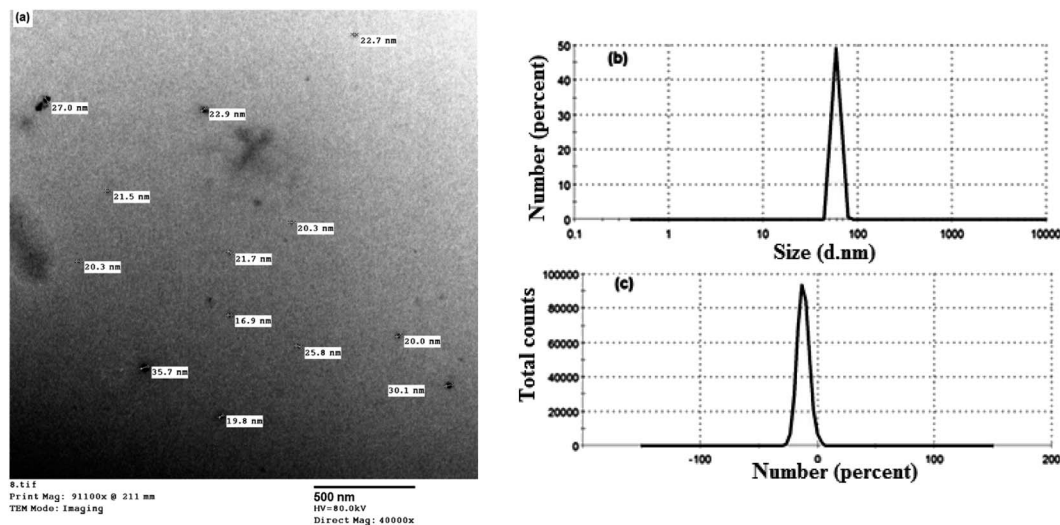 (a)
22.7 nm
27.0 nm
22.9 nm
21.5 nm
20.3 nm
21.7 nm
20.3 nm
16.9 nm
20.0 nm
25.8 nm
35.7 nm
30.1 nm
19.8 nm
8.tif
Print Mag: 91100x @ 211 mm
TEM Mode: Imaging
500 nm
HV=80.0kV
Direct Mag: 40000x
(b)
Number (percent)
50
40
30
20
10
0
0.1 1 10 100 1000 10000
Size (d.nm)
(c)
Total counts
100000
80000
60000
40000
20000
0
-100 0 100 200
Number (percent)